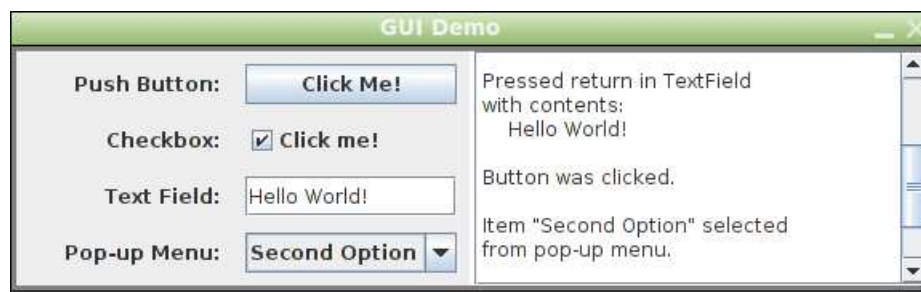 GUI Demo
Push Button:
Click Me!
Checkbox:
Click me!
Text Field:
Hello World!
Pop-up Menu:
Second Option
Pressed return in TextField
with contents:
Hello World!
Button was clicked.
Item "Second Option" selected
from pop-up menu.